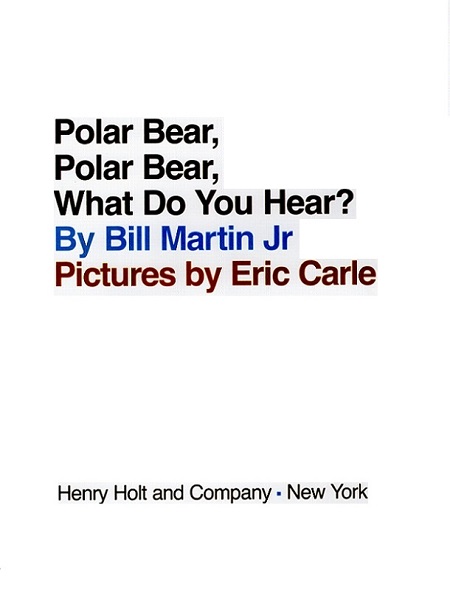 Polar Bear,
Polar Bear,
What Do You Hear?
By Bill Martin Jr
Pictures by Eric Carle
Henry Holt and Company ▪ New York